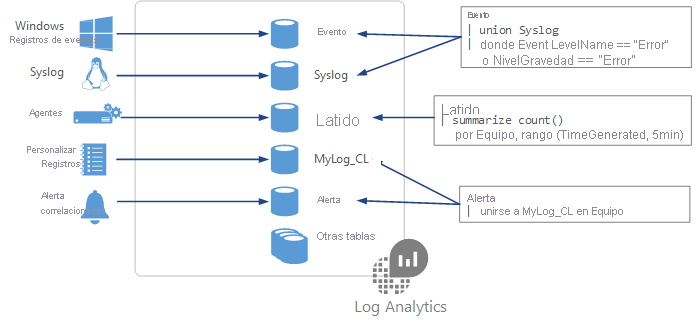 Windows
Registros de eventos
Syslog
Agentes
Personalizar
Registros
Alerta
correlacion
Evento
Syslog
Latido
MyLog_CL
Alerta
Otras tablas
Log Analytics
Evento
| union Syslog
| donde Event LevelName == "Error"
o NivelGravedad == "Error"
Latido
| summarize count()
por Equipo, rango (TimeGenerated, 5min)
Alerta
| unirse a MyLog_CL en Equipo